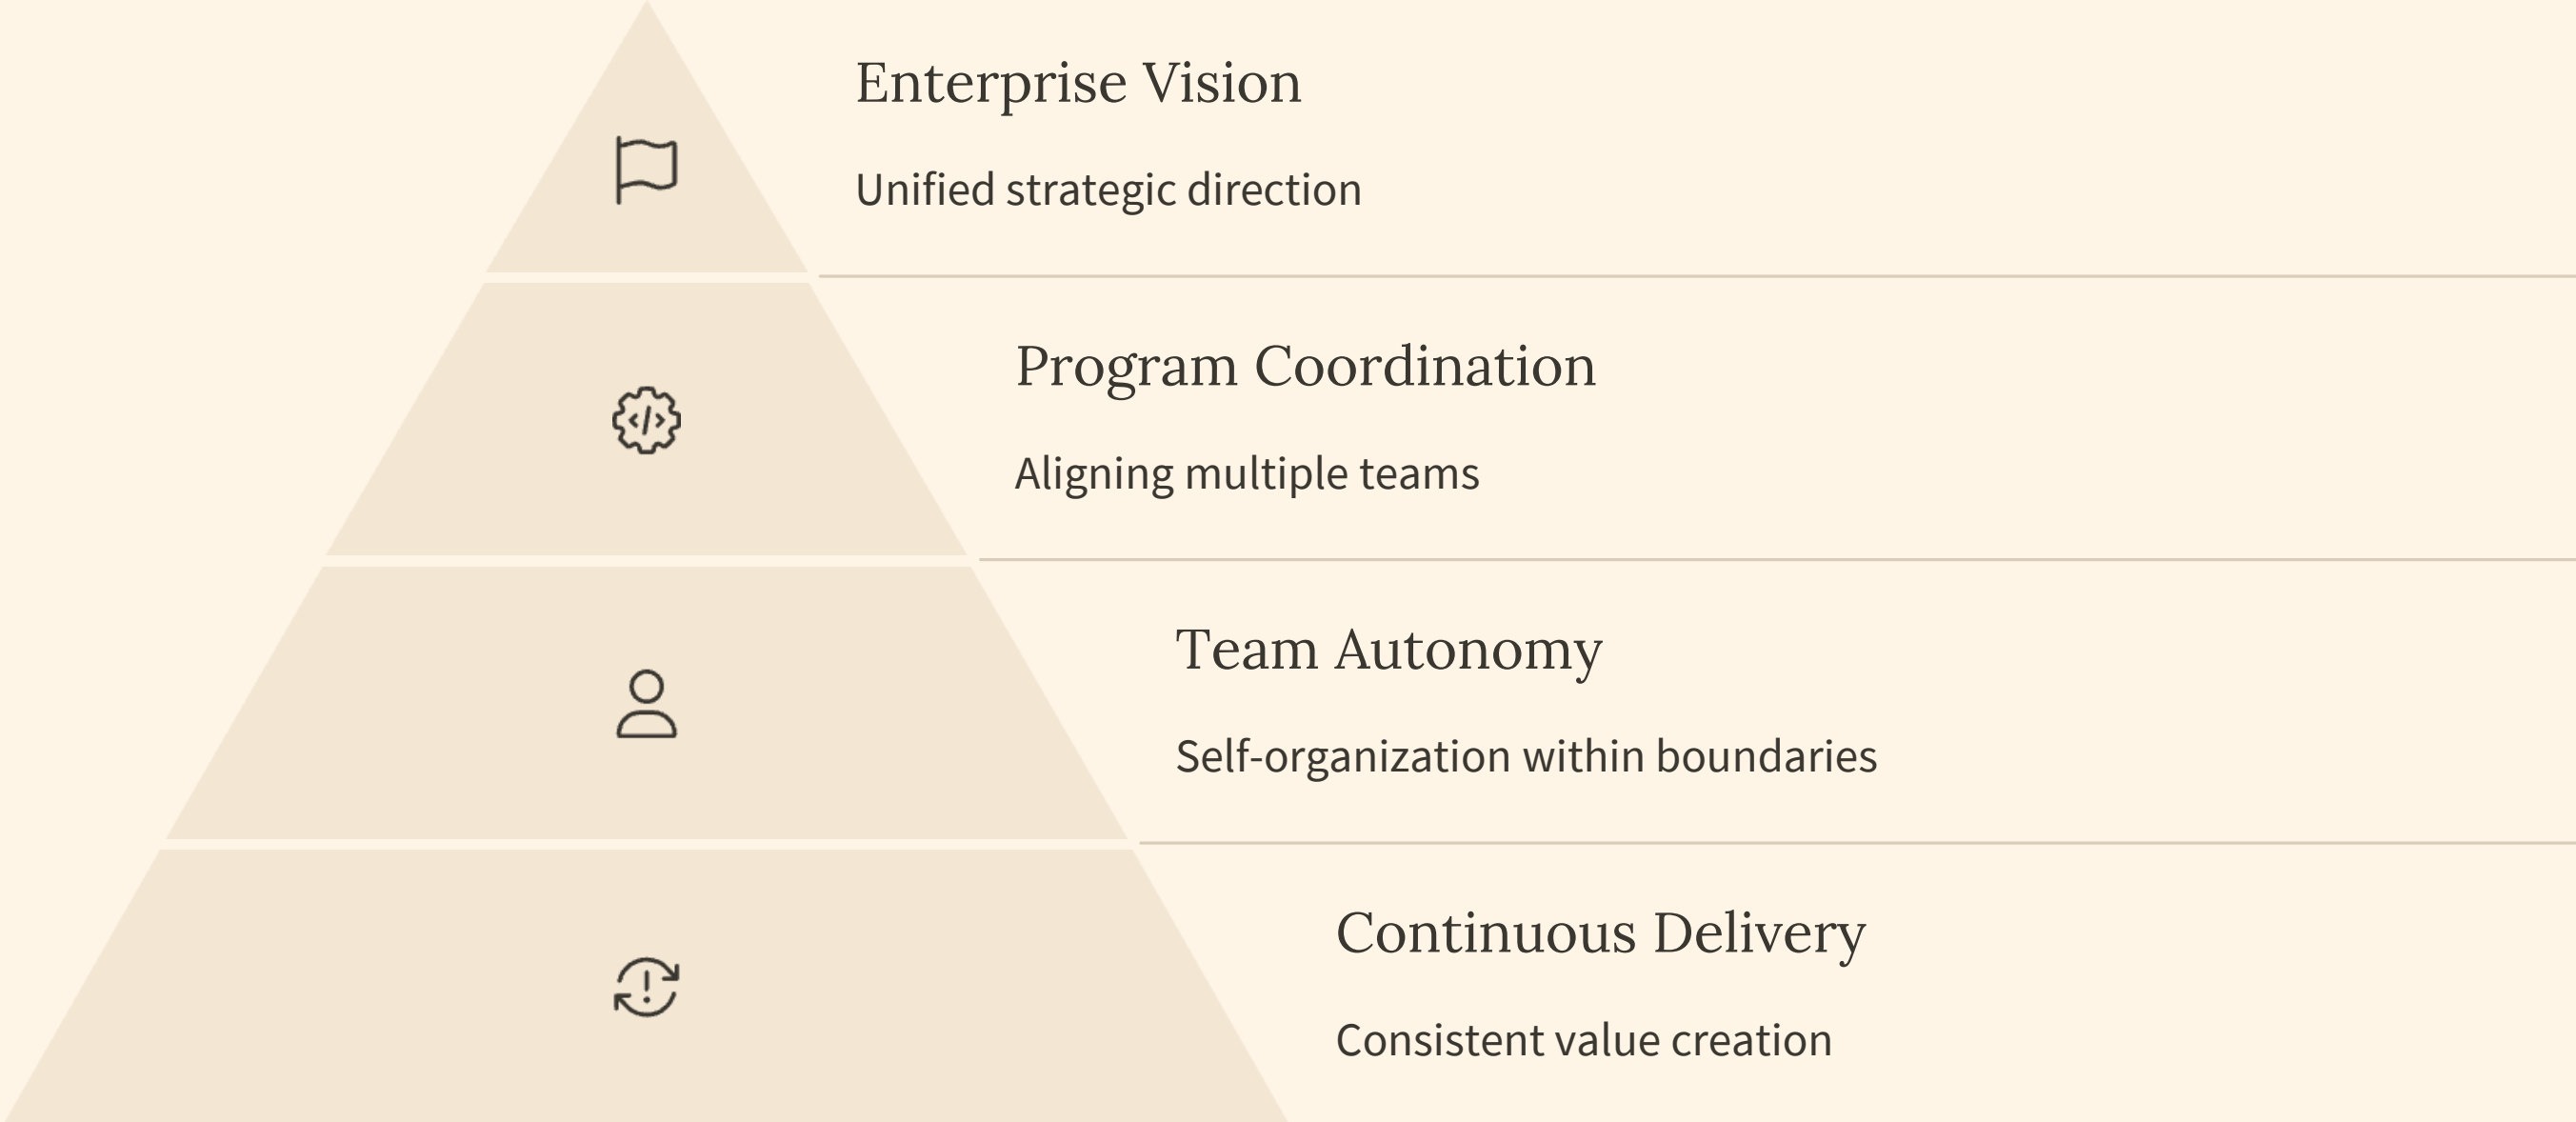 Enterprise Vision
Unified strategic direction
Program Coordination
Aligning multiple teams
Team Autonomy
Self-organization within boundaries
Continuous Delivery
Consistent value creation